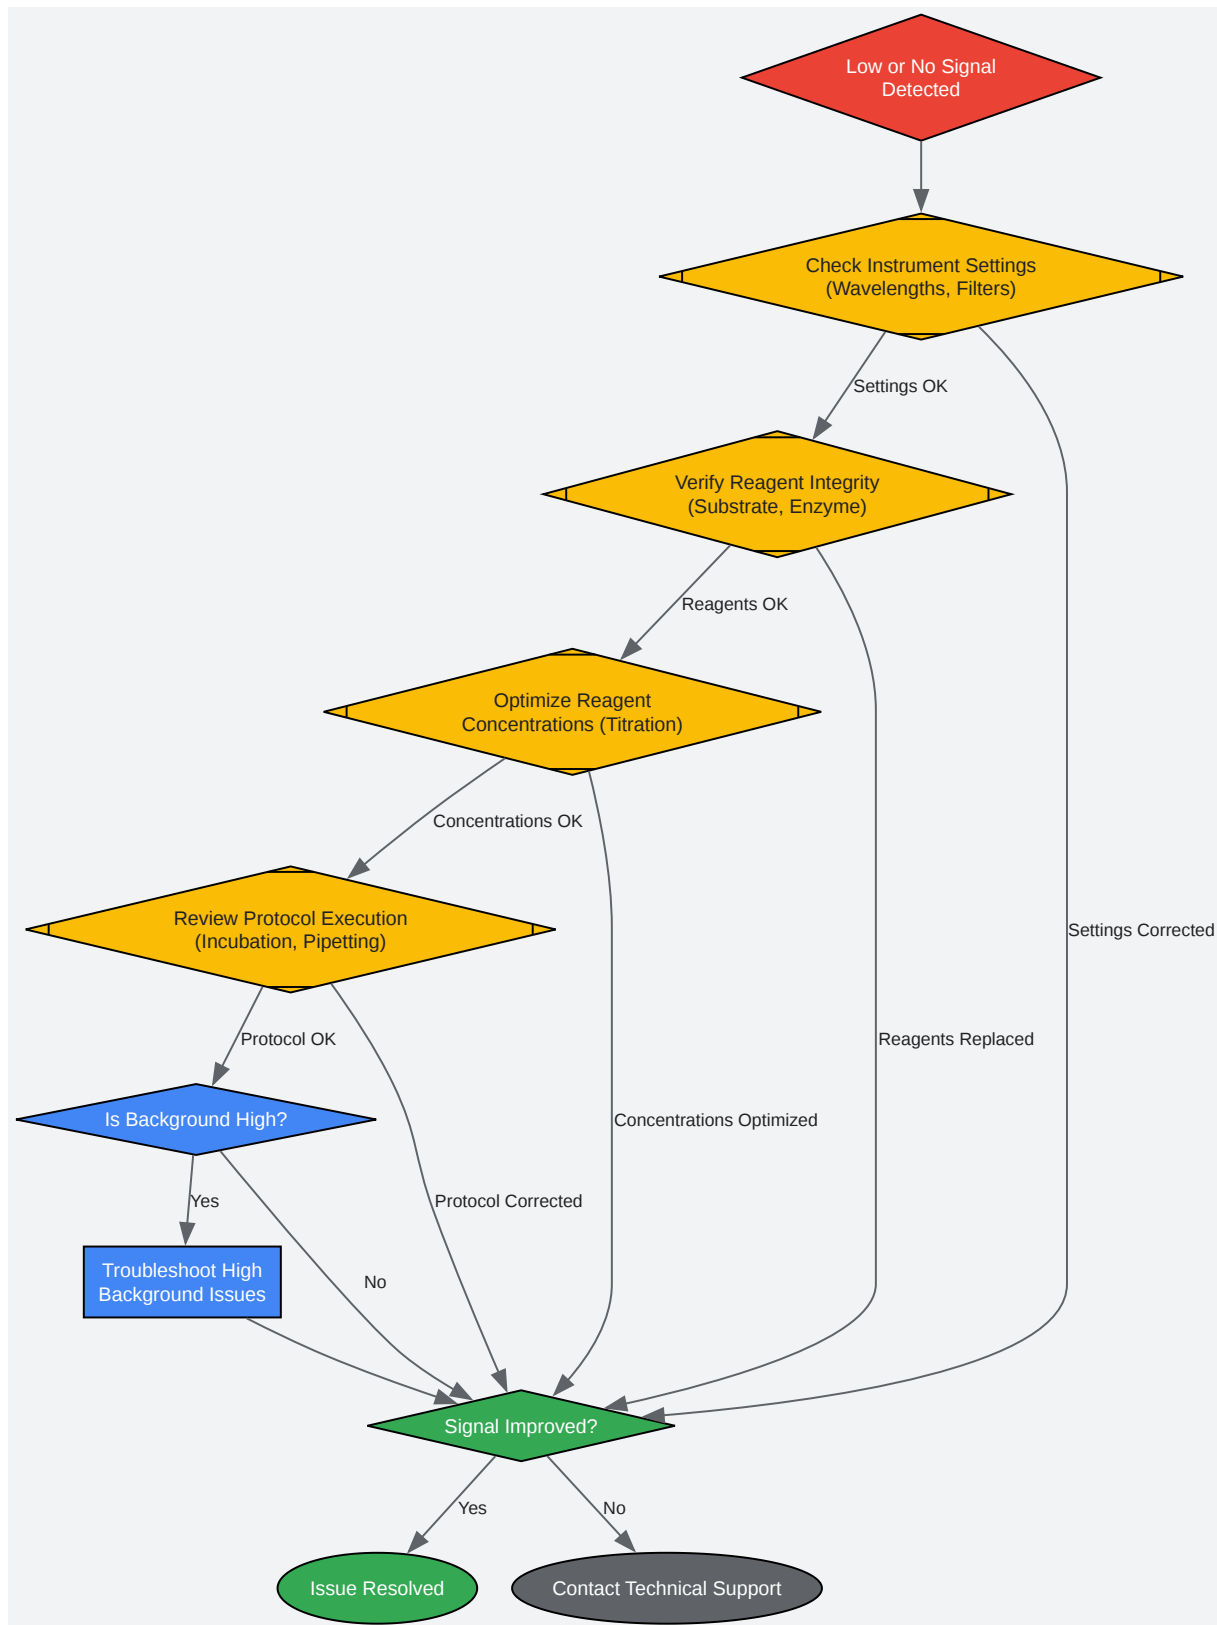 Low or No Signal
Detected
Check Instrument Settings
(Wavelengths, Filters)
Settings OK
Verify Reagent Integrity
(Substrate, Enzyme)
Reagents OK
Optimize Reagent
Concentrations (Titration)
Concentrations OK
Review Protocol Execution
(Incubation, Pipetting)
Settings Corrected
Protocol OK
Reagents Replaced
Is Background High?
Concentrations Optimized
Yes
Protocol Corrected
Troubleshoot High
Background Issues
No
Signal Improved?
Yes
No
Issue Resolved
Contact Technical Support